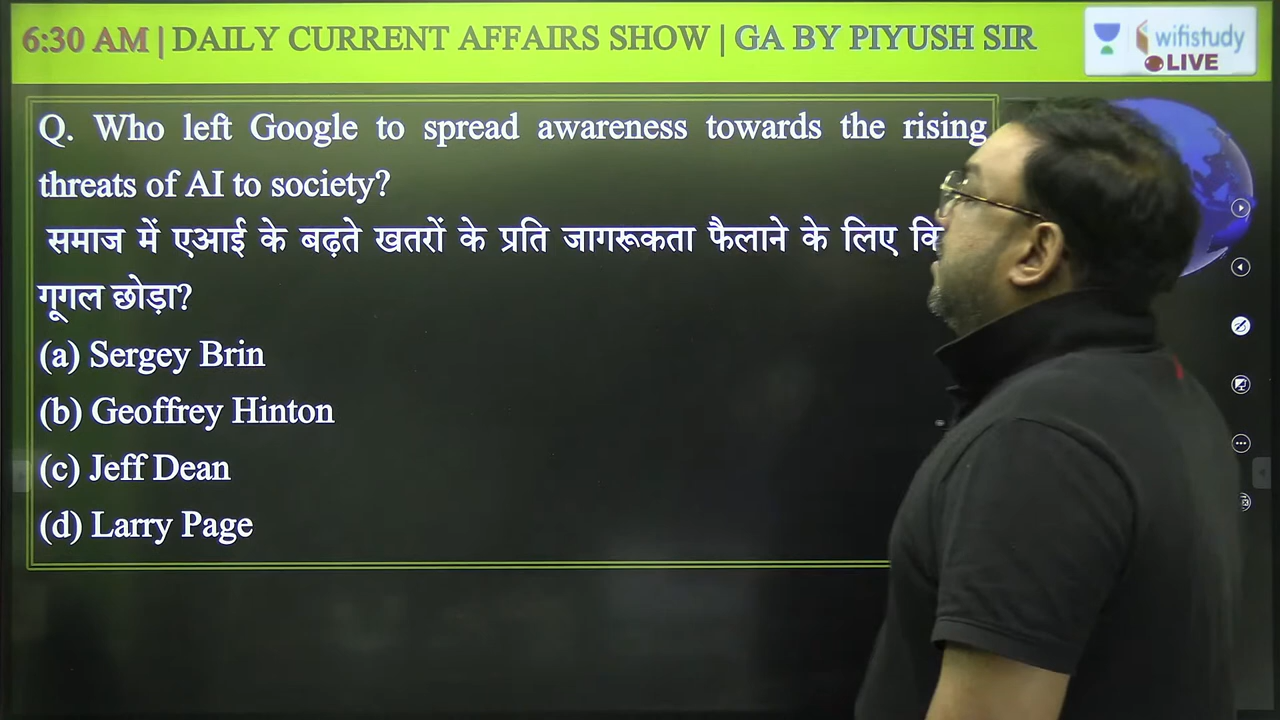 6:30 AM | DAILY CURRENT AFFAIRS SHOW | GA BY PIYUSH SIR
wifistudy
LIVE
Q. Who left Google to spread awareness towards the rising
threats of AI to society?
समाज में एआई के बढ़ते खतरों के प्रति जागरूकता फैलाने के लिए
गूगल छोड़ा?
(a) Sergey Brin
(b) Geoffrey Hinton
(c) Jeff Dean
(d) Larry Page